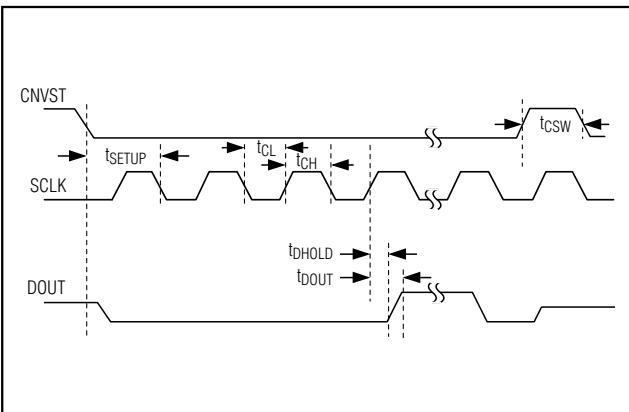 CNVST
tCSW
tSETUP
tCL
tCH
SCLK
tDHOLD
tDOUT
DOUT